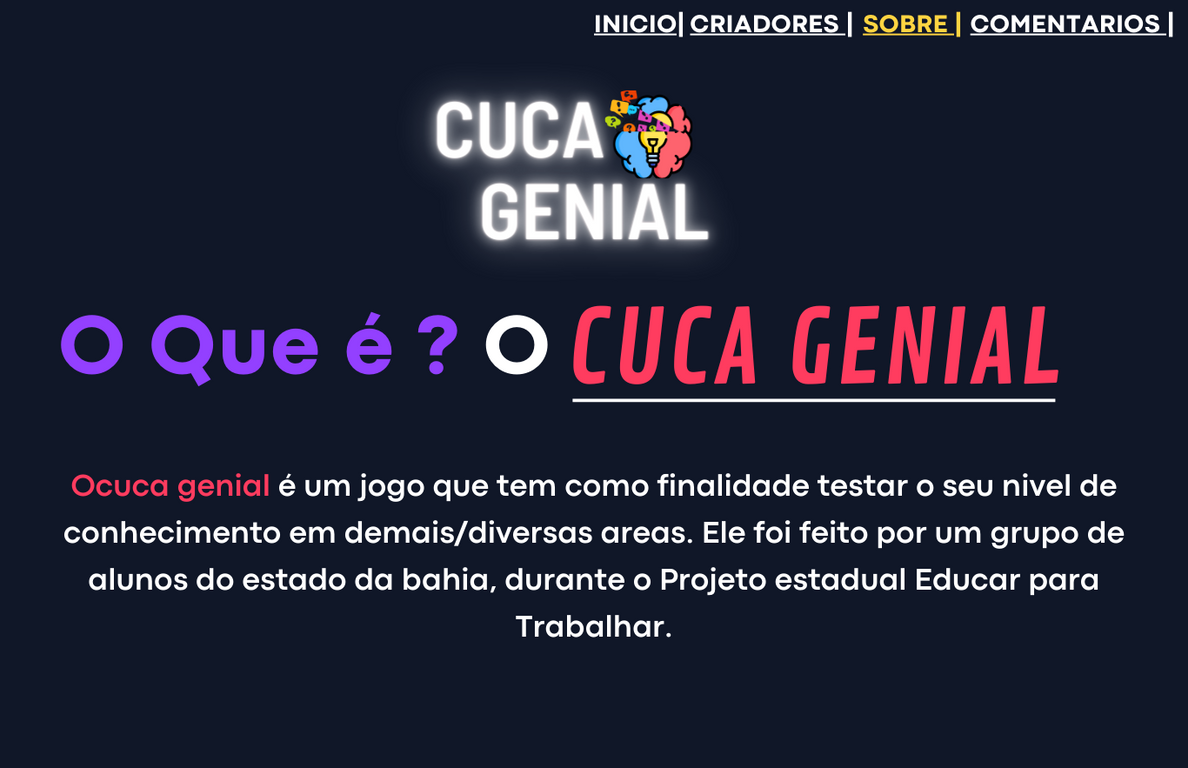 INICIO| CRIADORES | SOBRE | COMENTARIOS |
CUCA
GENIAL
O Que é ? O CUCA GENIAL
Ocuca genial é um jogo que tem como finalidade testar o seu nivel de
conhecimento em demais/diversas areas. Ele foi feito por um grupo de
alunos do estado da bahia, durante o Projeto estadual Educar para
Trabalhar.